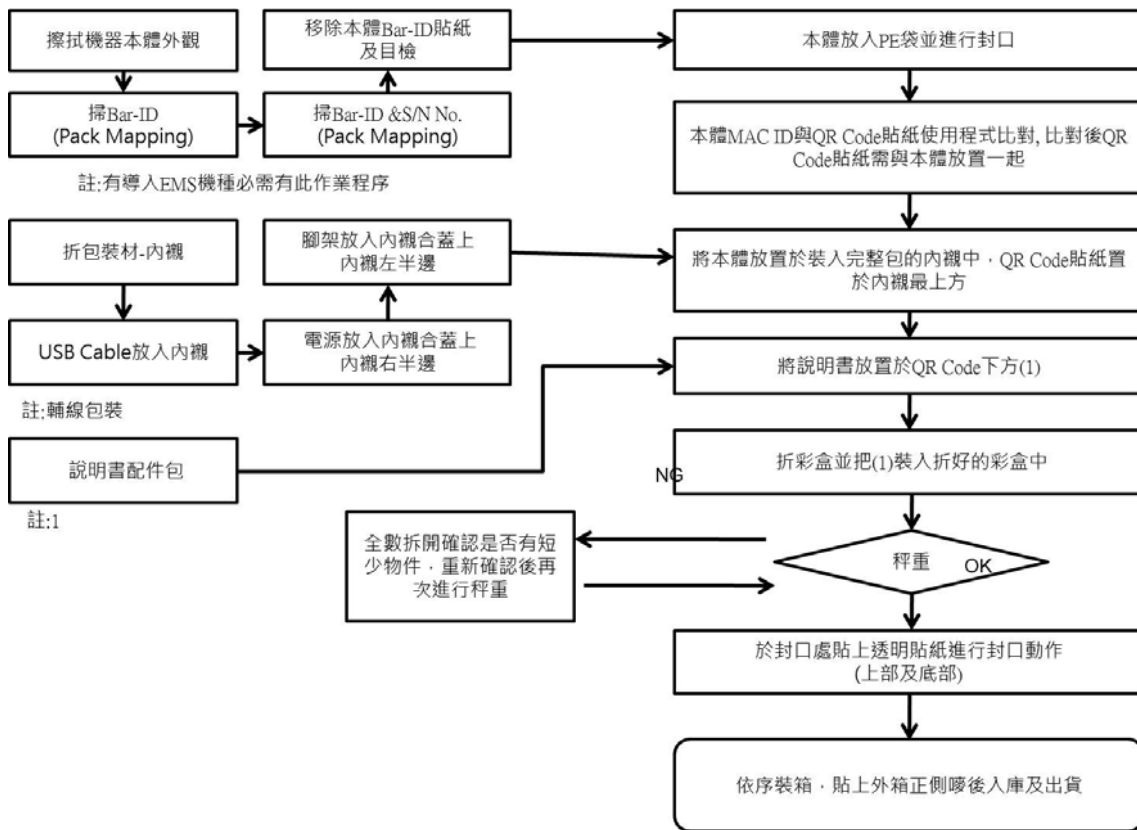 擦拭機器本體外觀
移除本體Bar-ID貼紙
及目檢
本體放入PE袋並進行封口
掃Bar-ID
(Pack Mapping)
掃Bar-ID &S/N No.
(Pack Mapping)
本體MAC ID與QR Code貼紙使用程式比對, 比對後QR
Code貼紙需與本體放置一起
註:有導入EMS機種必需有此作業程序
折包裝材-內襯
腳架放入內襯合蓋上
內襯左半邊
將本體放置於裝入完整包的內襯中，QR Code貼紙置
於內襯最上方
USB Cable放入內襯
電源放入內襯合蓋上
內襯右半邊
將說明書放置於QR Code下方(1)
註:輔線包裝
說明書配件包
折彩盒並把(1)裝入折好的彩盒中
NG
註:1
全數拆開確認是否有短
少物件，重新確認後再
次進行秤重
秤重
OK
於封口處貼上透明貼紙進行封口動作
(上部及底部)
依序裝箱，貼上外箱正側嘜後入庫及出貨